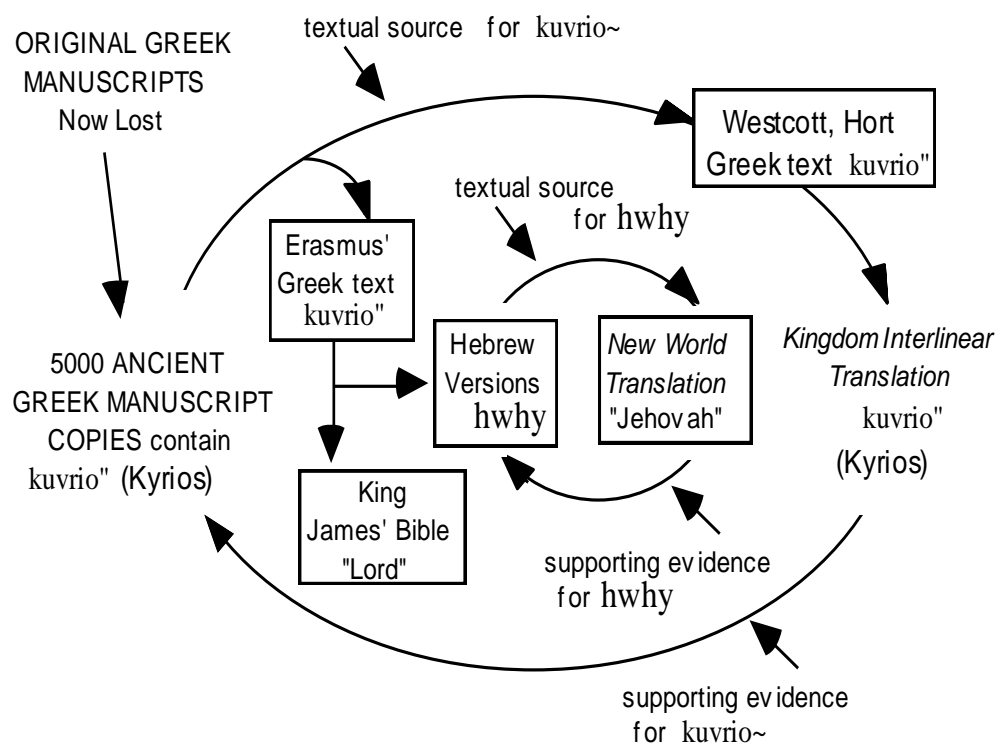 textual source for kuvrio~
ORIGINAL GREEK
MANUSCRIPTS
Now Lost
Westcott, Hort
Greek text kuvrio"
textual source
for hwhy
Erasmus'
Greek text
kuvrio"
Hebrew
Versions
hwhy
New World
Translation
"Jehovah"
Kingdom Interlinear
Translation
kuvrio"
(Kyrios)
5000 ANCIENT
GREEK MANUSCRIPT
COPIES contain
kuvrio" (Kyrios)
King
James' Bible
"Lord"
supporting evidence
for hwhy
supporting evidence
for kuvrio~